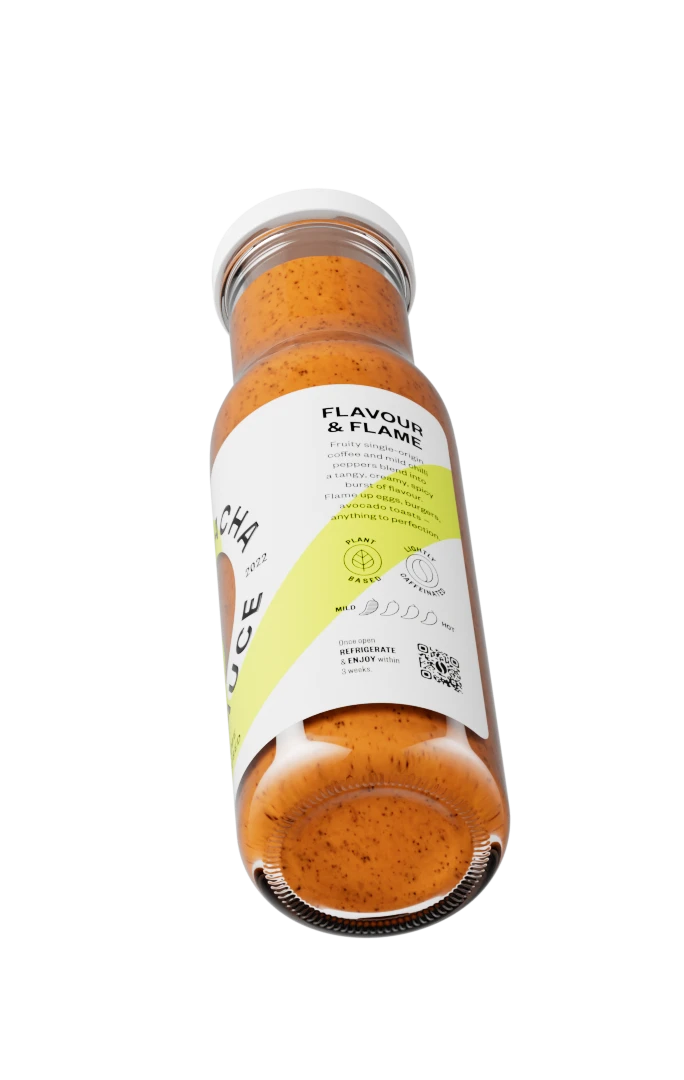 FLAVOUR
& FLAME
Fruity single-origin
coffee and mild chilli
peppers blend into
a tangy, creamy, spicy
burst of flavour.
Flame up eggs, burgers,
avocado toasts –
anything to perfection.
PLANT
BASED
LIGHTLY
CAFFEINATED
MILD
HOT
Once open
REFRIGERATE
& ENJOY within
3 weeks.
ACHA
2022
AUCE